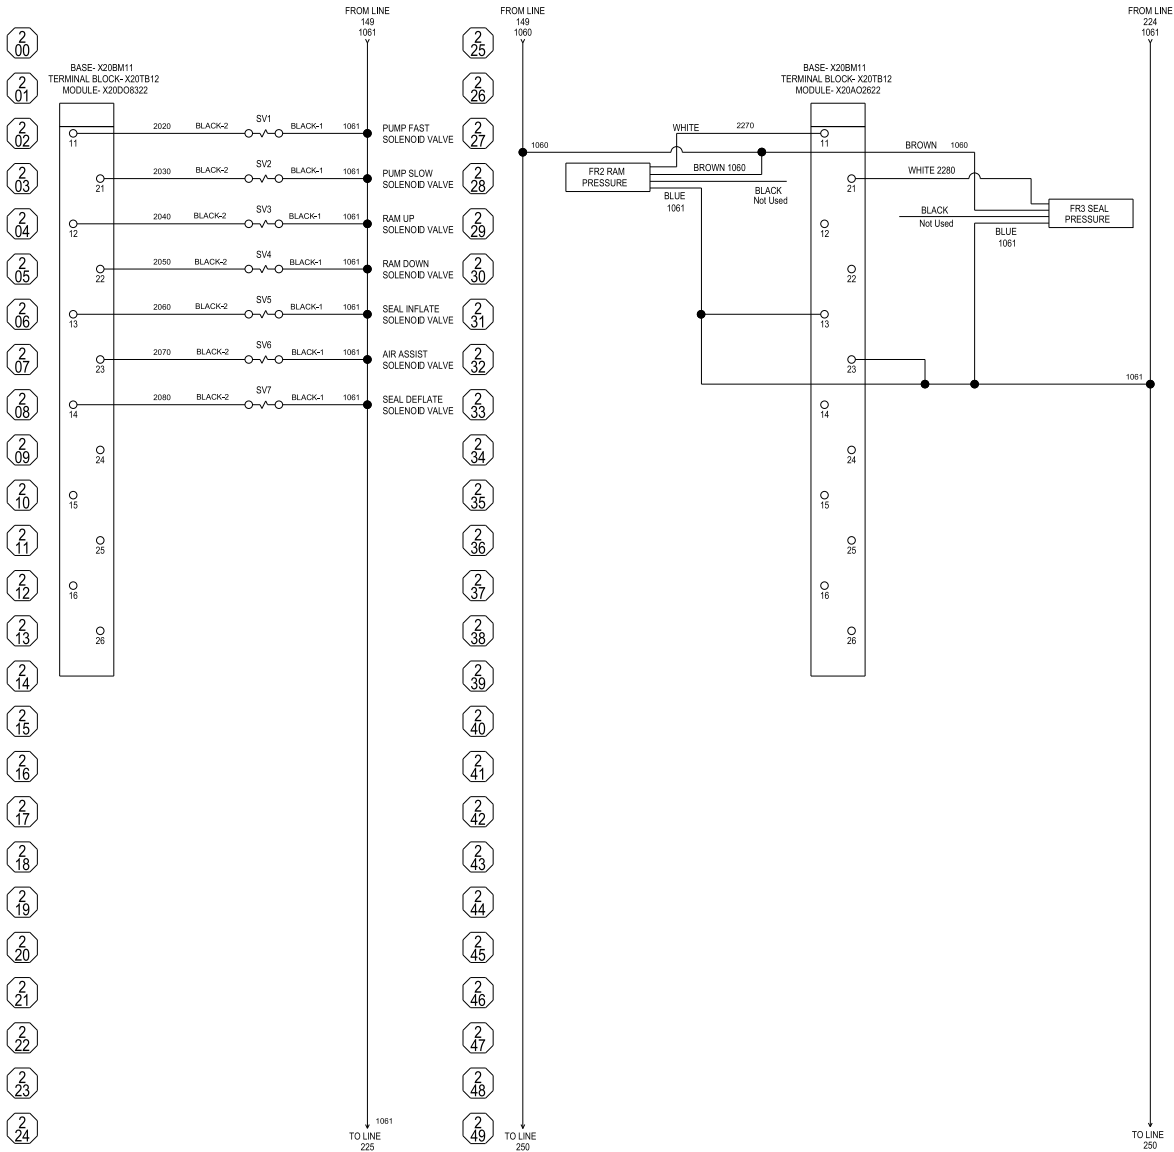 FROM LINE
149
1061
2
00
BASE- X20BM11
TERMINAL BLOCK- X20TB12
MODULE- X20DO8322
2
01
2
02
11
2020
BLACK-2
SV1
BLACK-1
1061
PUMP FAST
SOLENOID VALVE
2
03
21
2030
BLACK-2
SV2
BLACK-1
1061
PUMP SLOW
SOLENOID VALVE
2
04
12
2040
BLACK-2
SV3
BLACK-1
1061
RAM UP
SOLENOID VALVE
2
05
22
2050
BLACK-2
SV4
BLACK-1
1061
RAM DOWN
SOLENOID VALVE
2
06
13
2060
BLACK-2
SV5
BLACK-1
1061
SEAL INFLATE
SOLENOID VALVE
2
07
23
2070
BLACK-2
SV6
BLACK-1
1061
AIR ASSIST
SOLENOID VALVE
2
08
14
2080
BLACK-2
SV7
BLACK-1
1061
SEAL DEFLATE
SOLENOID VALVE
2
09
24
2
10
15
2
11
25
2
12
16
2
13
26
2
14
2
15
2
16
2
17
2
18
2
19
2
20
2
21
2
22
2
23
2
24
1061
TO LINE
225
FROM LINE
149
1060
FROM LINE
224
1061
2
25
BASE- X20BM11
TERMINAL BLOCK- X20TB12
MODULE- X20AO2622
2
26
2
27
WHITE
2270
11
1060
BROWN
1060
2
28
FR2 RAM
PRESSURE
BROWN 1060
BLACK
Not Used
BLUE
1061
21
WHITE 2280
2
29
12
BLACK
Not Used
FR3 SEAL
PRESSURE
BLUE
1061
2
30
22
2
31
13
2
32
23
1061
2
33
14
2
34
24
2
35
15
2
36
25
2
37
16
2
38
26
2
39
2
40
2
41
2
42
2
43
2
44
2
45
2
46
2
47
2
48
2
49
TO LINE
250
TO LINE
250